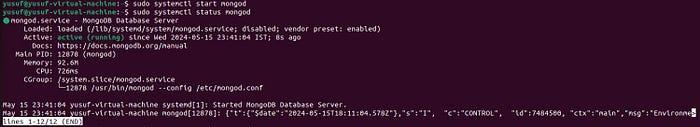 yusuf@yusuf-virtual-machine:~$ sudo systemctl start mongod
yusuf@yusuf-virtual-machine:~$ sudo systemctl status mongod
● mongod.service - MongoDB Database Server
Loaded: loaded (/lib/systemd/system/mongod.service; disabled; vendor preset: enabled)
Active: active (running) since Wed 2024-05-15 23:41:04 IST; 8s ago
Docs: https://docs.mongodb.org/manual
Main PID: 12878 (mongod)
Memory: 92.6M
CPU: 726ms
CGroup: /system.slice/mongod.service
└─12878 /usr/bin/mongod --config /etc/mongod.conf
May 15 23:41:04 yusuf-virtual-machine systemd[1]: Started MongoDB Database Server.
May 15 23:41:04 yusuf-virtual-machine mongod[12878]: {"t":{"$date":"2024-05-15T18:11:04.578Z"},"s":"I", "c":"CONTROL", "id":7484500, "ctx":"main","msg":"Environme
lines 1-12/12 (END)